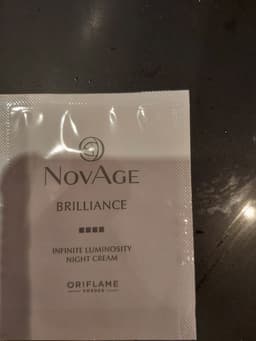 NOVAGE
BRILLIANCE
INFINITE LUMINOSITY
NIGHT CREAM
ORIFLAME
SWEDEN